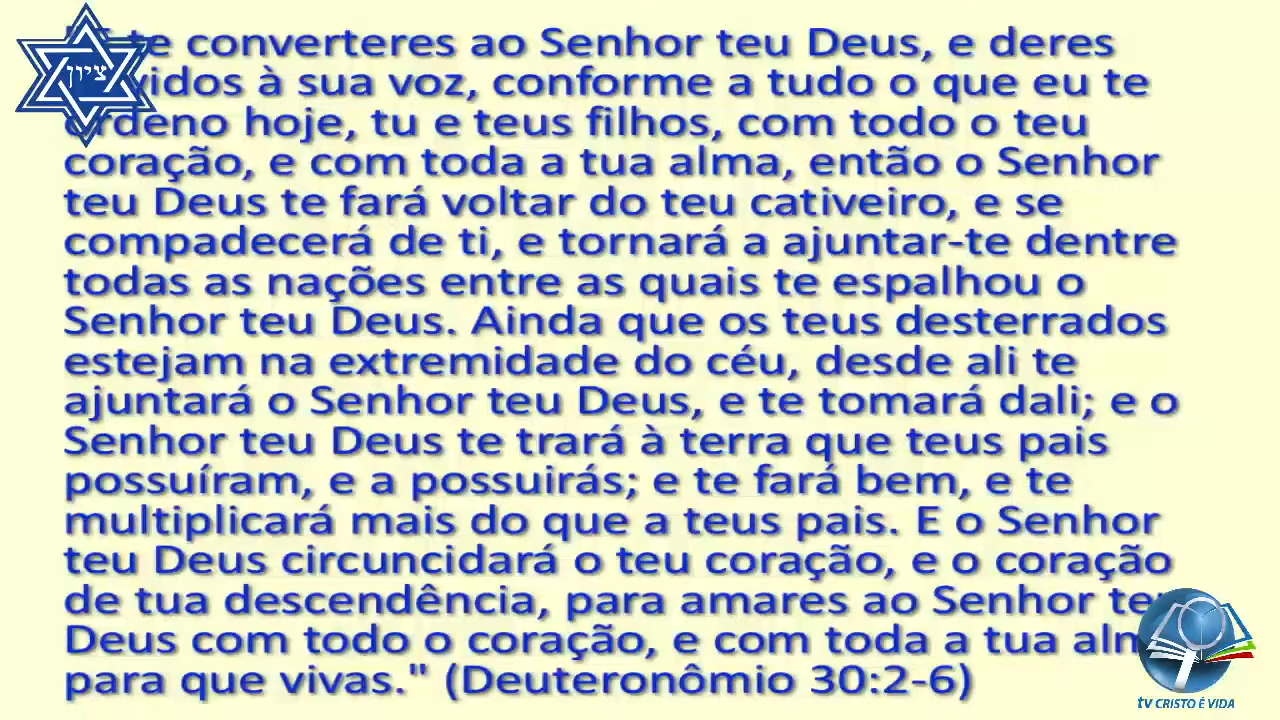 te converteres ao Senhor teu Deus, e deres
vidos à sua voz, conforme a tudo o que eu te
ordeno hoje, tu e teus filhos, com todo o teu
coração, e com toda a tua alma, então o Senhor
teu Deus te fará voltar do teu cativeiro, e se
compadecerá de ti, e tornará a ajuntar-te dentre
todas as nações entre as quais te espalhou o
Senhor teu Deus. Ainda que os teus desterrados
estejam na extremidade do céu, desde ali te
ajuntará o Senhor teu Deus, e te tomará dali; e o
Senhor teu Deus te trará à terra que teus pais
possuíram, e a possuirás; e te fará bem, e te
multiplicará mais do que a teus pais. E o Senhor
teu Deus circuncidará o teu coração, e o coração
de tua descendência, para amares ao Senhor teu
Deus com todo o coração, e com toda a tua alm
para que vivas." (Deuteronômio 30:2-6)
ציון
tv CRISTO É VIDA